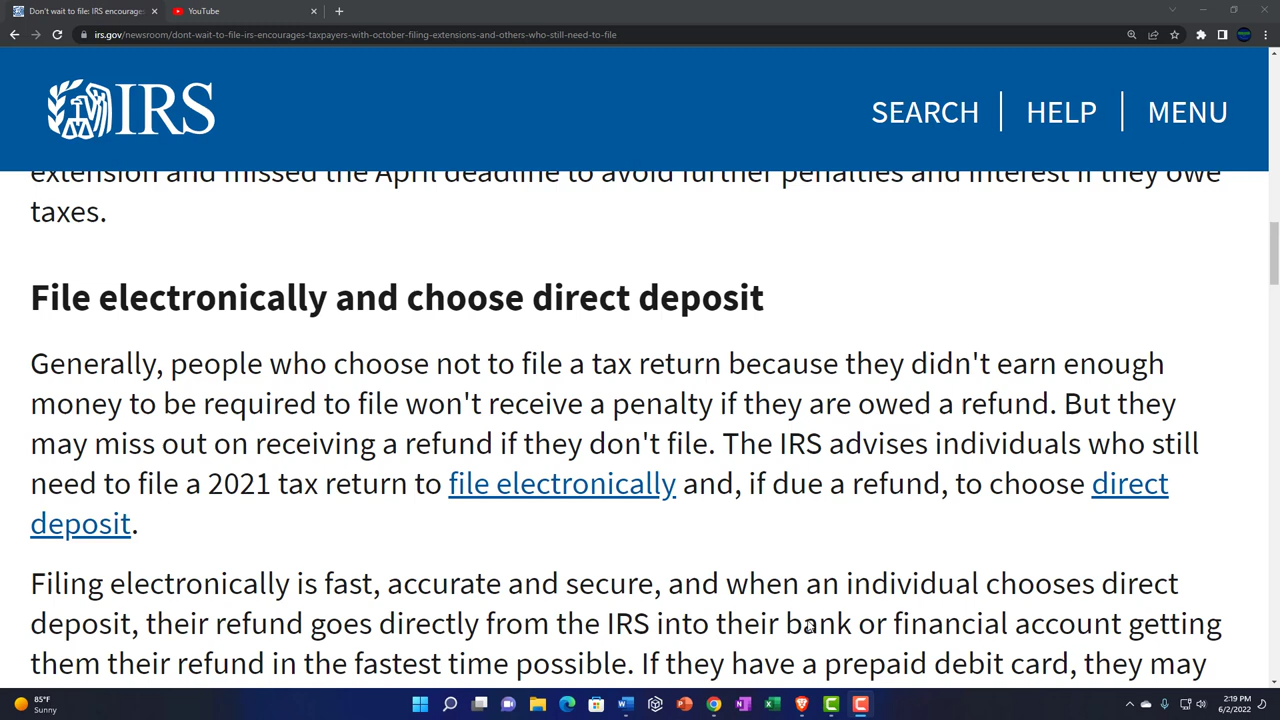 Don't wait to file: IRS encourages
YouTube
irs.gov/newsroom/dont-wait-to-file-irs-encourages-taxpayers-with-october-filing-extensions-and-others-who-still-need-to-file
IRS
SEARCH
HELP
MENU
extension and missed the April deadline to avoid further penalties and interest if they owe
taxes.
File electronically and choose direct deposit
Generally, people who choose not to file a tax return because they didn't earn enough
money to be required to file won't receive a penalty if they are owed a refund. But they
may miss out on receiving a refund if they don't file. The IRS advises individuals who still
need to file a 2021 tax return to file electronically and, if due a refund, to choose direct
deposit.
Filing electronically is fast, accurate and secure, and when an individual chooses direct
deposit, their refund goes directly from the IRS into their bank or financial account getting
them their refund in the fastest time possible. If they have a prepaid debit card, they may
85°F
Sunny
2:19 PM
6/2/2022